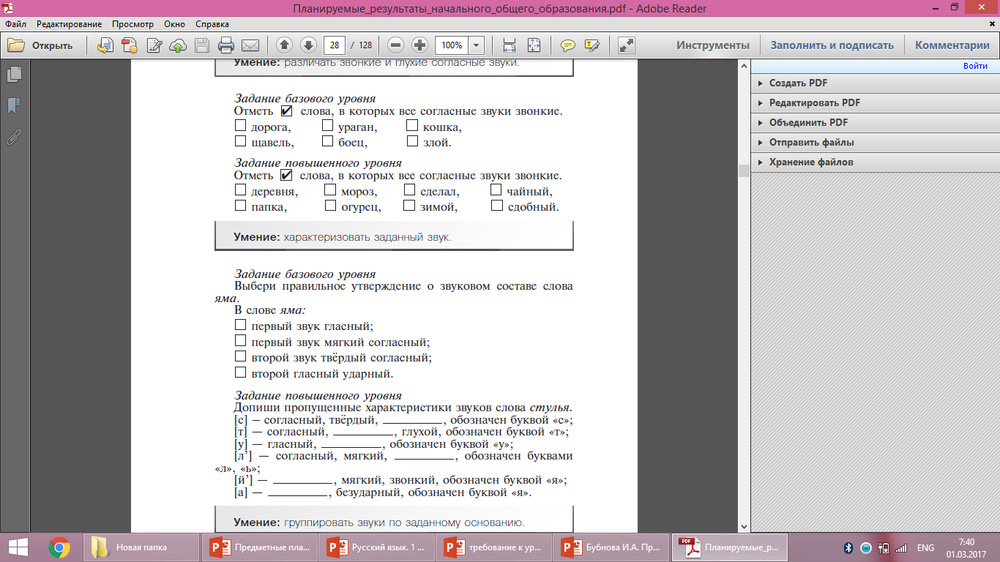 Планируемые_результаты_начального_общего_образования.pdf - Adobe Reader
Файл Редактирование Просмотр Окно Справка
Открыть 28 / 128 100% Инструменты Заполнить и подписать Комментарии
Войти
Создать PDF
Редактировать PDF
Объединить PDF
Отправить файлы
Хранение файлов
Умение: различать звонкие и глухие согласные звуки.
Задание базового уровня
Отметь ✔ слова, в которых все согласные звуки звонкие.
дорога, ураган, кошка,
щавель, боец, злой.
Задание повышенного уровня
Отметь ✔ слова, в которых все согласные звуки звонкие.
деревня, мороз, сделал, чайный,
папка, огурец, зимой, сдобный.
Умение: характеризовать заданный звук.
Задание базового уровня
Выбери правильное утверждение о звуковом составе слова
яма.
В слове яма:
первый звук гласный;
первый звук мягкий согласный;
второй звук твёрдый согласный;
второй гласный ударный.
Задание повышенного уровня
Допиши пропущенные характеристики звуков слова стулья.
[с] – согласный, твёрдый, ________, обозначен буквой «с»;
[т] — согласный, ________, глухой, обозначен буквой «т»;
[у] — гласный, ________, обозначен буквой «у»;
[л’] — согласный, мягкий, ________, обозначен буквами
«л», «ь»;
[й’] — ________, мягкий, звонкий, обозначен буквой «я»;
[а] — ________, безударный, обозначен буквой «я».
Умение: группировать звуки по заданному основанию.
Новая папка
Предметные пла...
Русский язык. 1 ...
требование к ур...
Бубнова И.А. Пр...
Планируемые_р...
ENG
7:40
01.03.2017